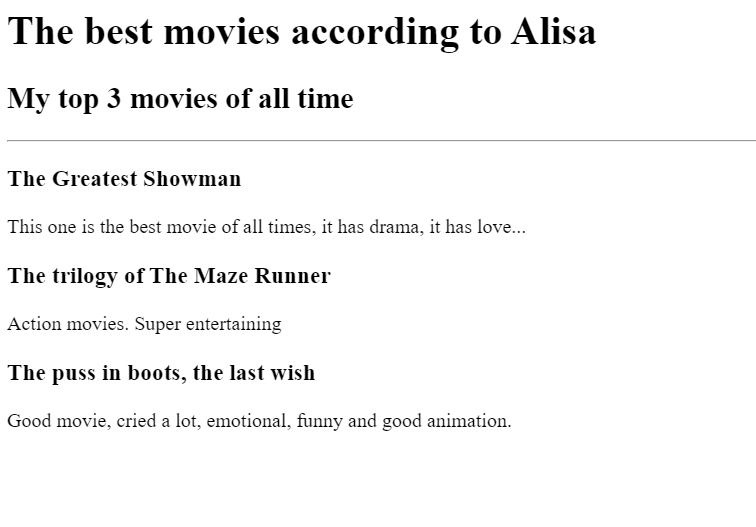 The best movies according to Alisa
My top 3 movies of all time
The Greatest Showman
This one is the best movie of all times, it has drama, it has love...
The trilogy of The Maze Runner
Action movies. Super entertaining
The puss in boots, the last wish
Good movie, cried a lot, emotional, funny and good animation.